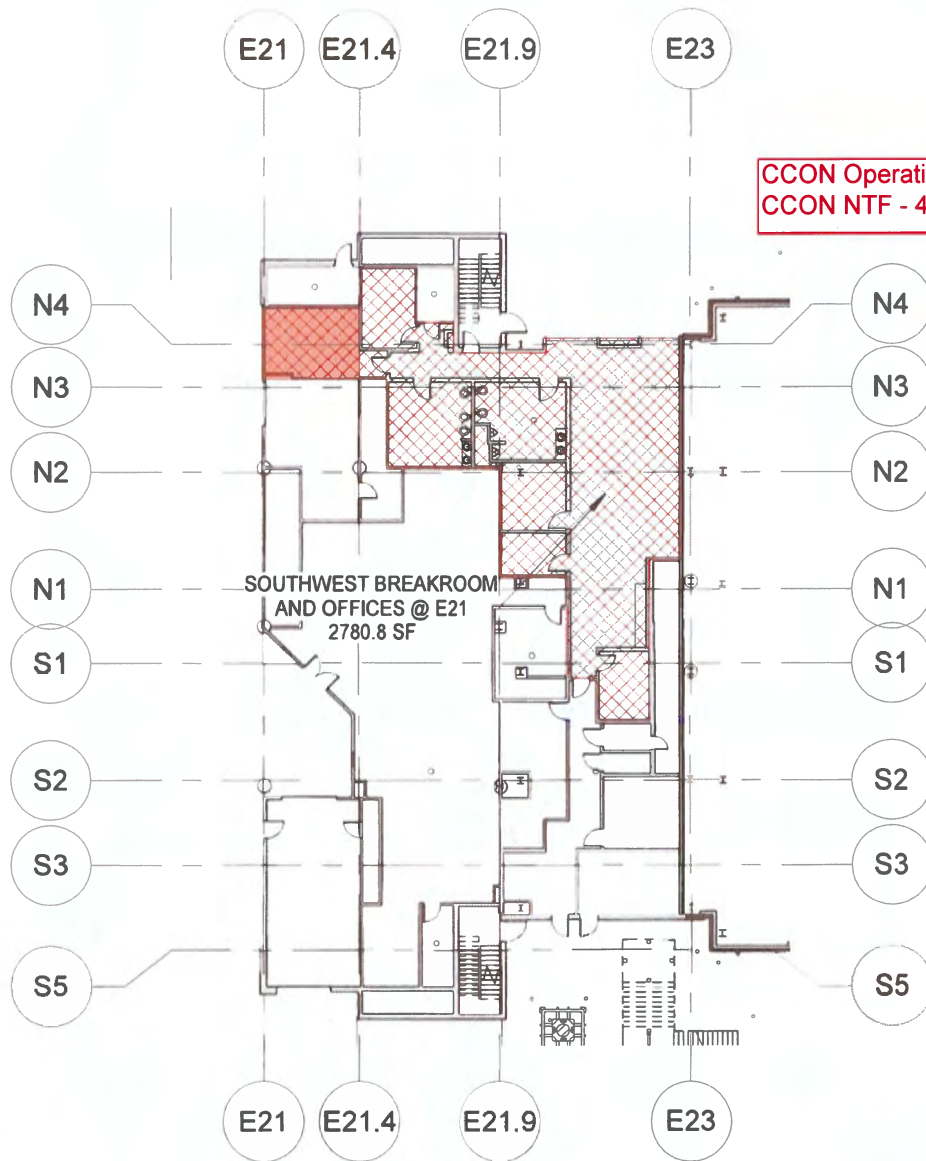 E21 E21.4 E21.9 E23
CCON Operati
CCON NTF - 4
N4 N4
N3 N3
N2 N2
N1 N1
SOUTHWEST BREAKROOM
AND OFFICES @ E21
2780.8 SF
S1 S1
S2 S2
S3 S3
S5 S5
E21 E21.4 E21.9 E23